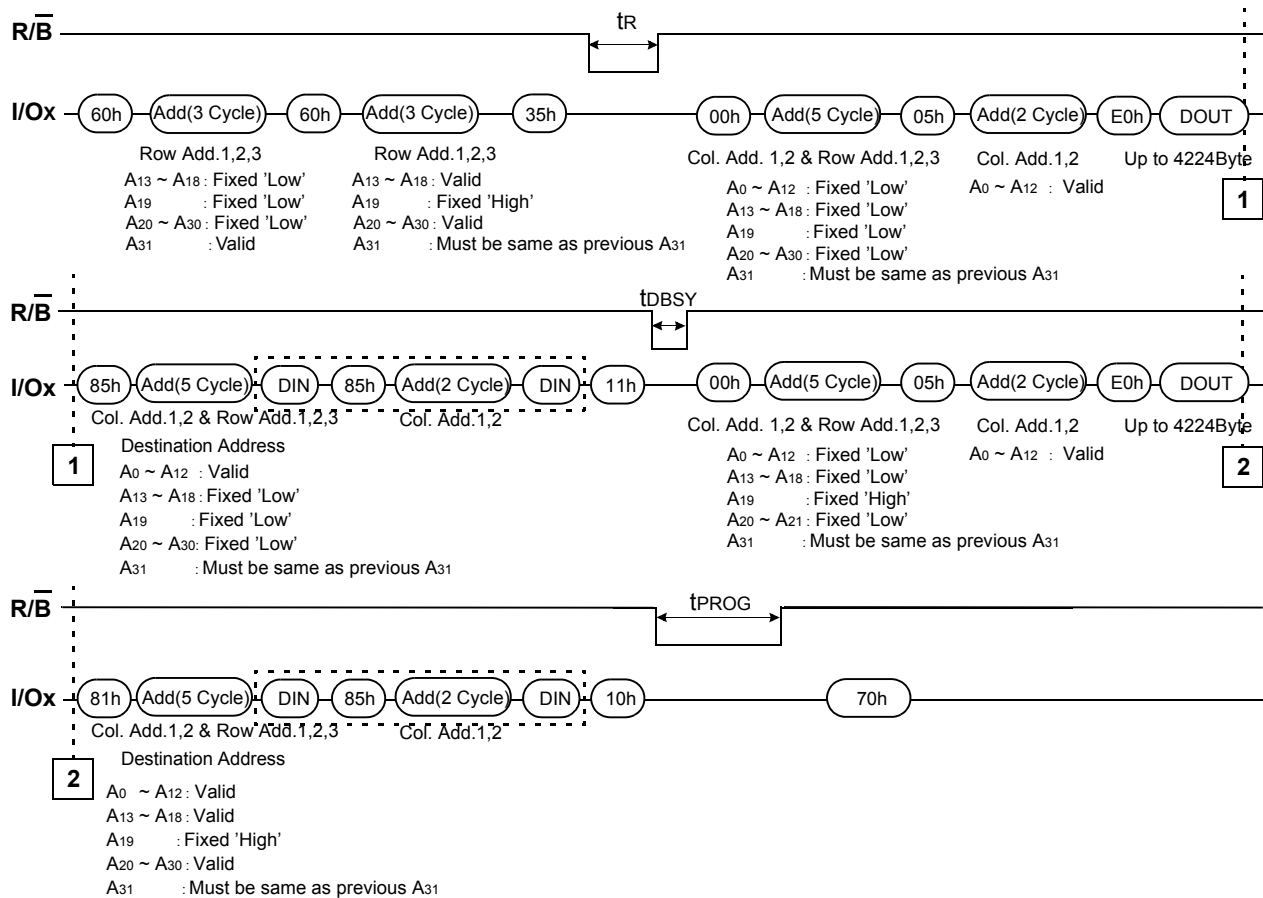 R/B tR
I/Ox 60h Add(3 Cycle) 60h Add(3 Cycle) 35h 00h Add(5 Cycle) 05h Add(2 Cycle) E0h DOUT
Row Add.1,2,3 Row Add.1,2,3 Col. Add. 1,2 & Row Add.1,2,3 Col. Add.1,2 Up to 4224Byte
A13 ~ A18 : Fixed 'Low' A13 ~ A18 : Valid A0 ~ A12 : Fixed 'Low' A0 ~ A12 : Valid
A19 : Fixed 'Low' A19 : Fixed 'High' A13 ~ A18 : Fixed 'Low' 1
A20 ~ A30 : Fixed 'Low' A20 ~ A30 : Valid A19 : Fixed 'Low'
A31 : Valid A31 : Must be same as previous A31 A20 ~ A30 : Fixed 'Low'
A31 : Must be same as previous A31
R/B tDBSY
I/Ox 85h Add(5 Cycle) DIN 85h Add(2 Cycle) DIN 11h 00h Add(5 Cycle) 05h Add(2 Cycle) E0h DOUT
Col. Add.1,2 & Row Add.1,2,3 Col. Add.1,2 Col. Add. 1,2 & Row Add.1,2,3 Col. Add.1,2 Up to 4224Byte
1 Destination Address A0 ~ A12 : Fixed 'Low' A0 ~ A12 : Valid 2
A0 ~ A12 : Valid A13 ~ A18 : Fixed 'Low'
A13 ~ A18 : Fixed 'Low' A19 : Fixed 'High'
A19 : Fixed 'Low' A20 ~ A21 : Fixed 'Low'
A20 ~ A30: Fixed 'Low' A31 : Must be same as previous A31
A31 : Must be same as previous A31
R/B tPROG
I/Ox 81h Add(5 Cycle) DIN 85h Add(2 Cycle) DIN 10h 70h
Col. Add.1,2 & Row Add.1,2,3 Col. Add.1,2
2 Destination Address
A0 ~ A12 : Valid
A13 ~ A18 : Valid
A19 : Fixed 'High'
A20 ~ A30 : Valid
A31 : Must be same as previous A31